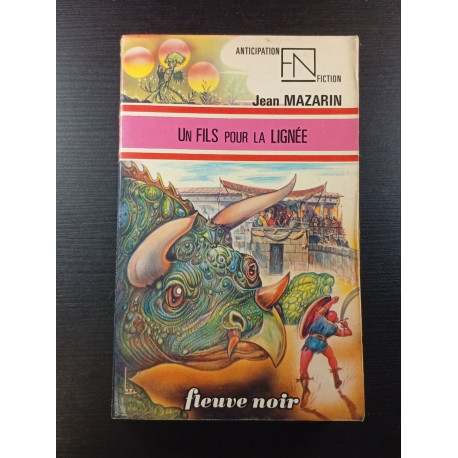 ANTICIPATION
FN
FICTION
Jean MAZARIN
UN FILS POUR LA LIGNÉE
fleuve noir